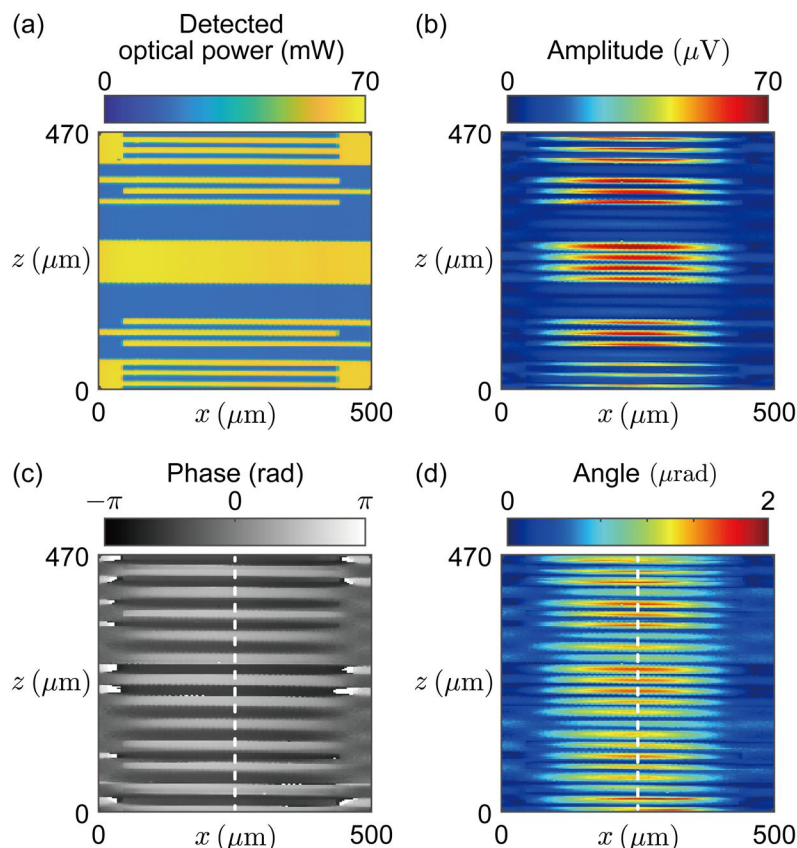 (a)
Detected
optical power (mW)
0 70
470
z (μm)
0
0 x (μm) 500
(b)
Amplitude (μV)
0 70
470
z (μm)
0
0 x (μm) 500
(c)
Phase (rad)
−π 0 π
470
z (μm)
0
0 x (μm) 500
(d)
Angle (μrad)
0 2
470
z (μm)
0
0 x (μm) 500